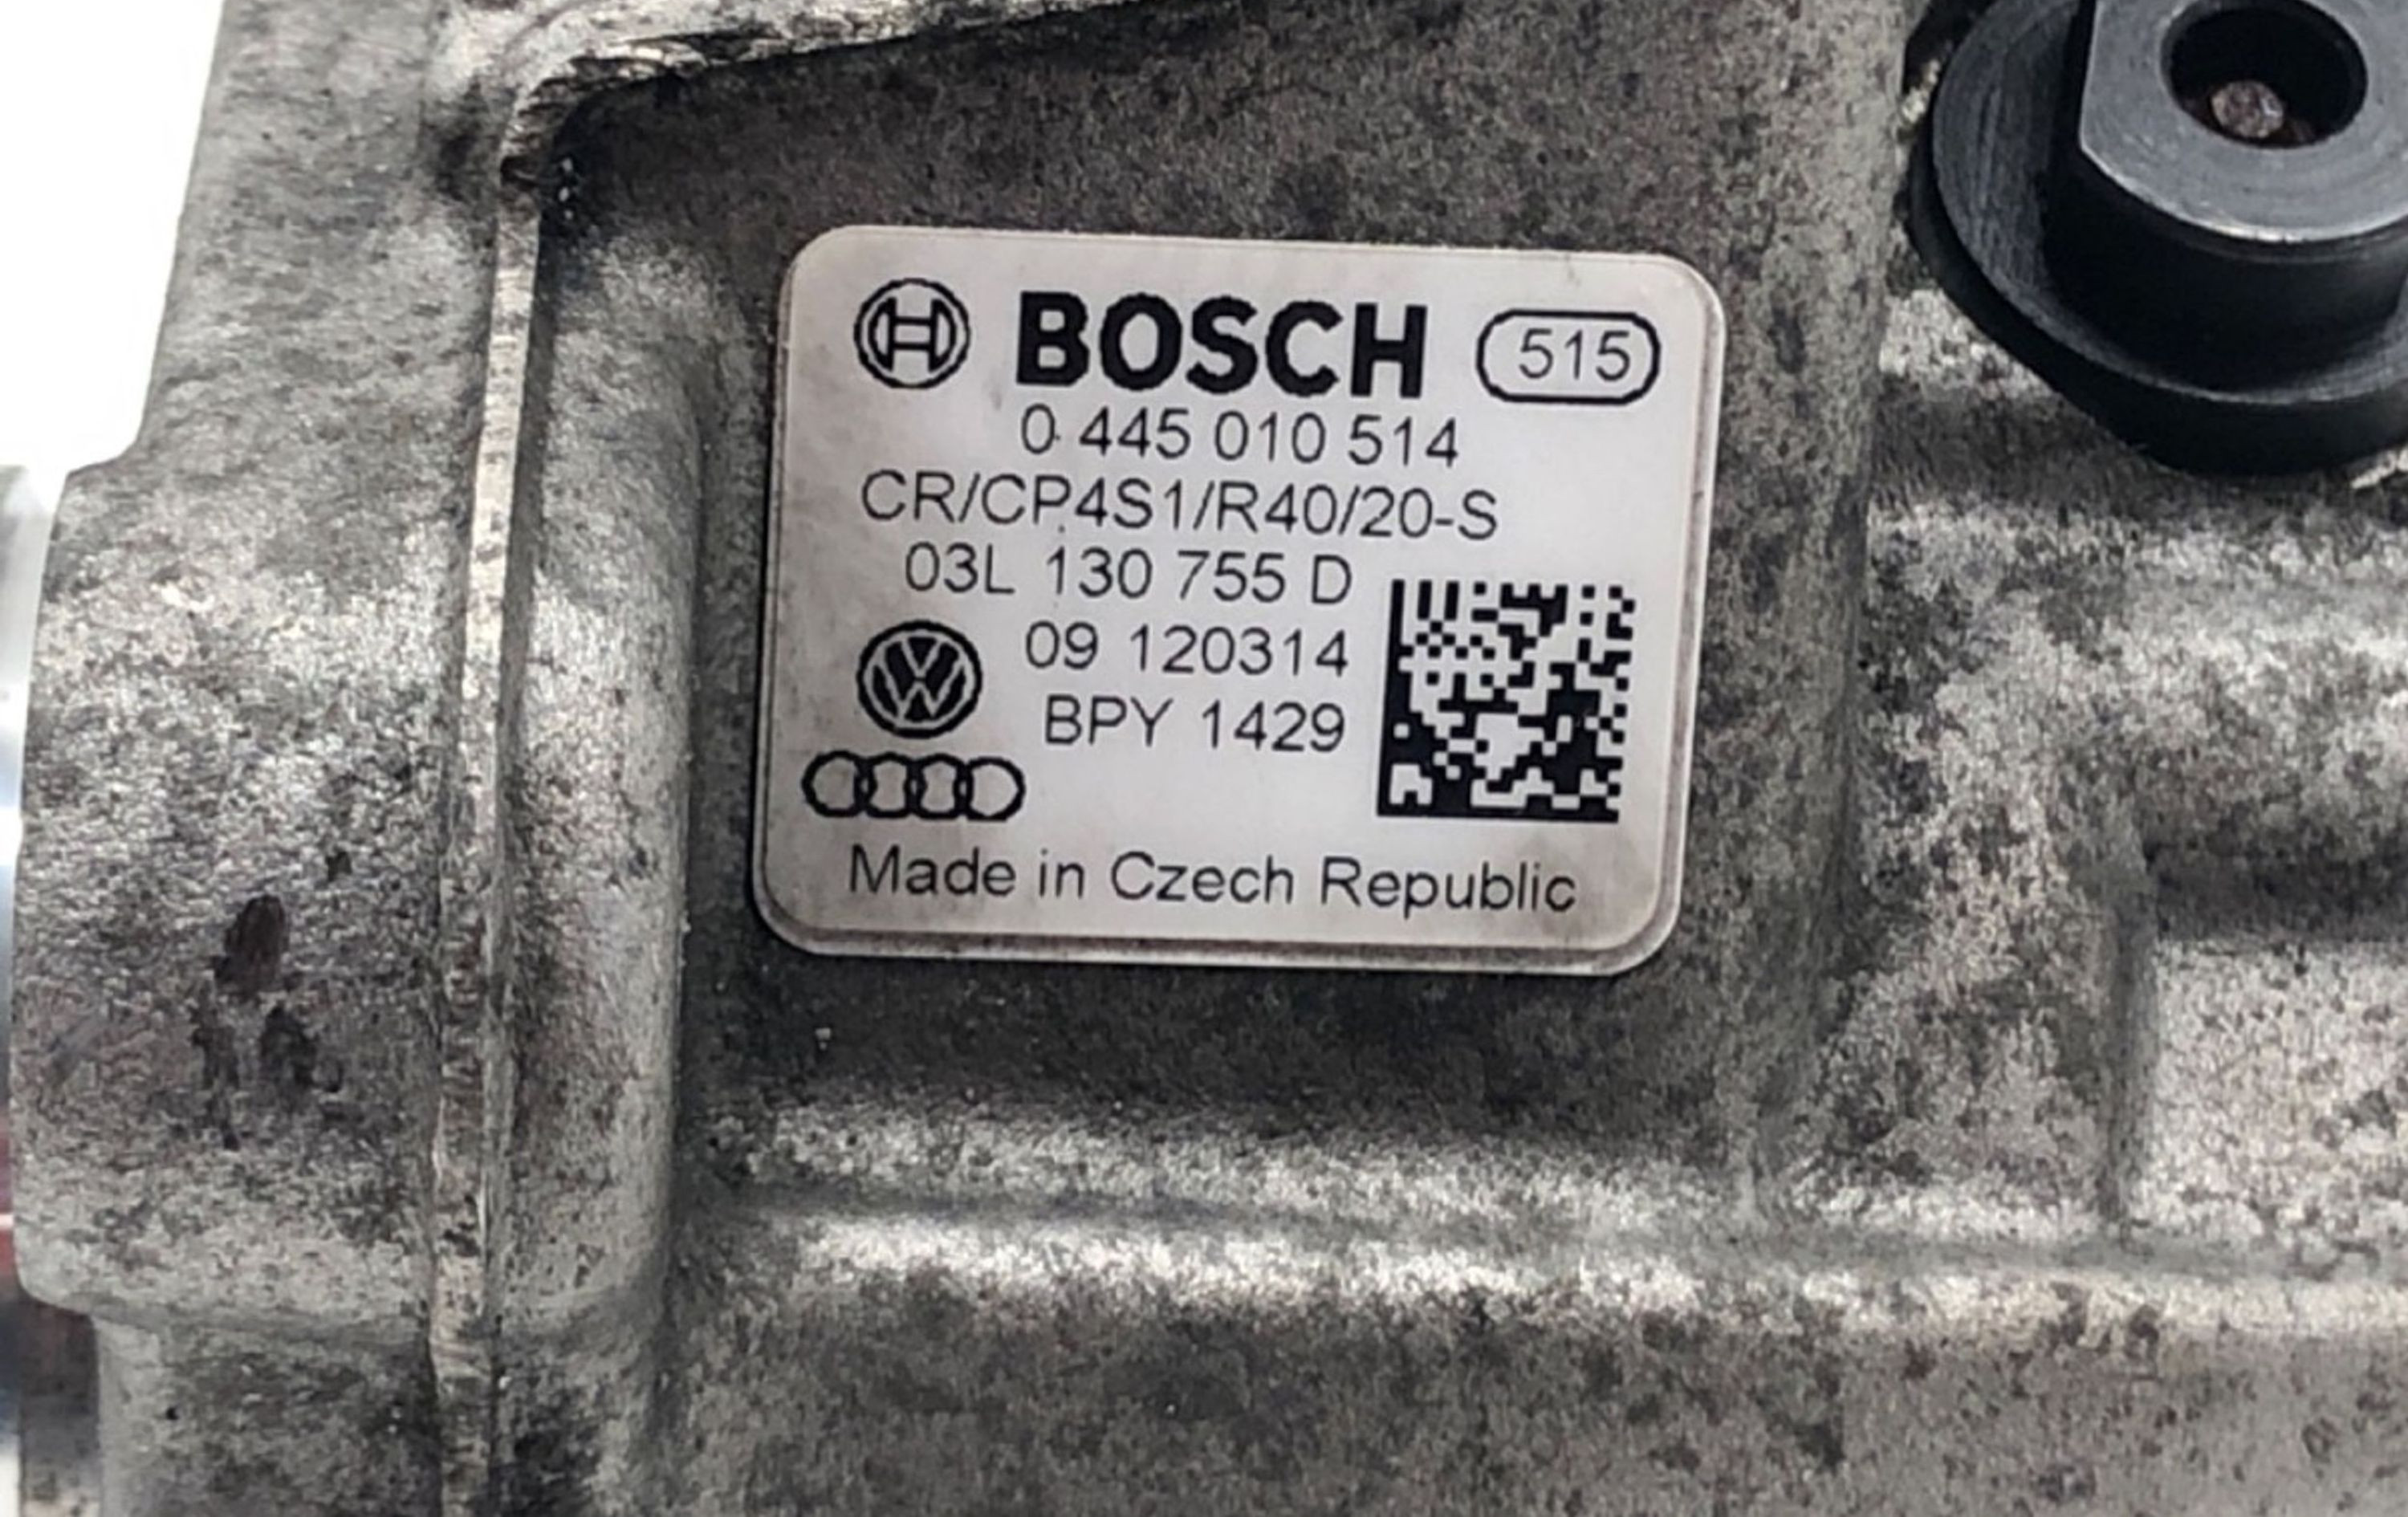 BOSCH 515
0 445 010 514
CR/CP4S1/R40/20-S
03L 130 755 D
09 120314
BPY 1429
Made in Czech Republic